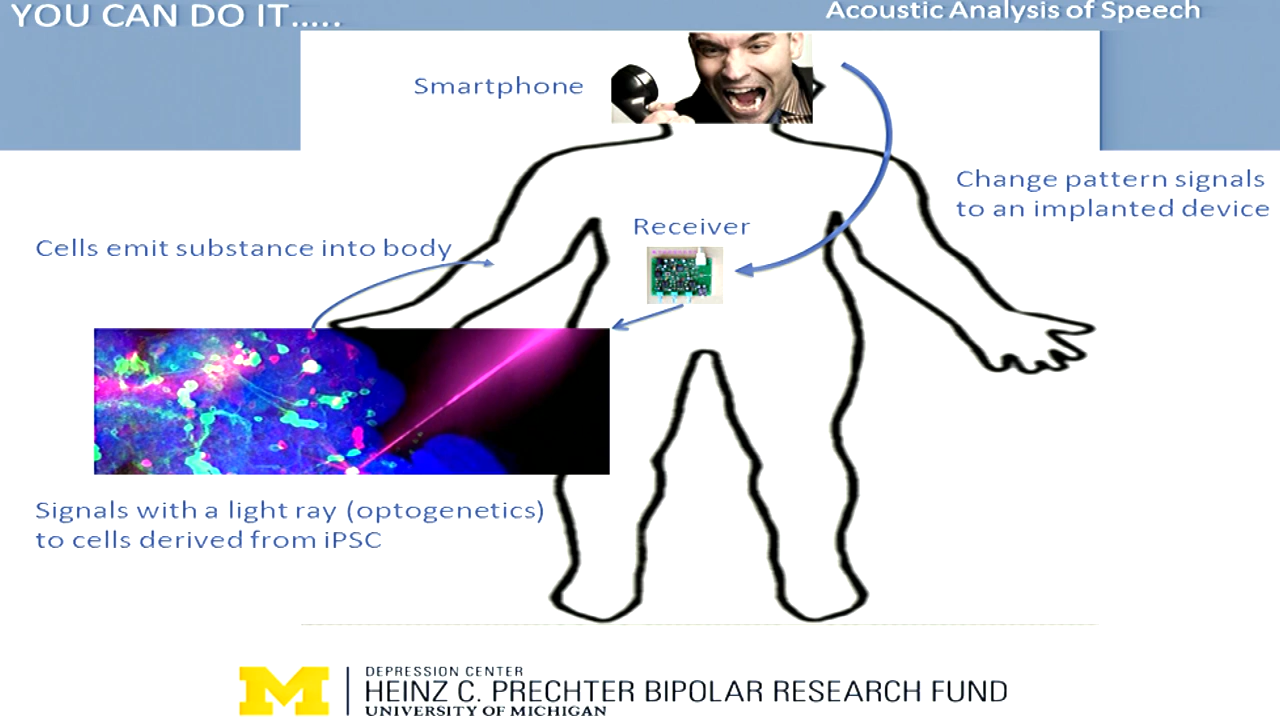 YOU CAN DO IT.....
Acoustic Analysis of Speech
Smartphone
Change pattern signals
to an implanted device
Receiver
Cells emit substance into body
Signals with a light ray (optogenetics)
to cells derived from iPSC
M
DEPRESSION CENTER
HEINZ C. PRECHTER BIPOLAR RESEARCH FUND
UNIVERSITY OF MICHIGAN